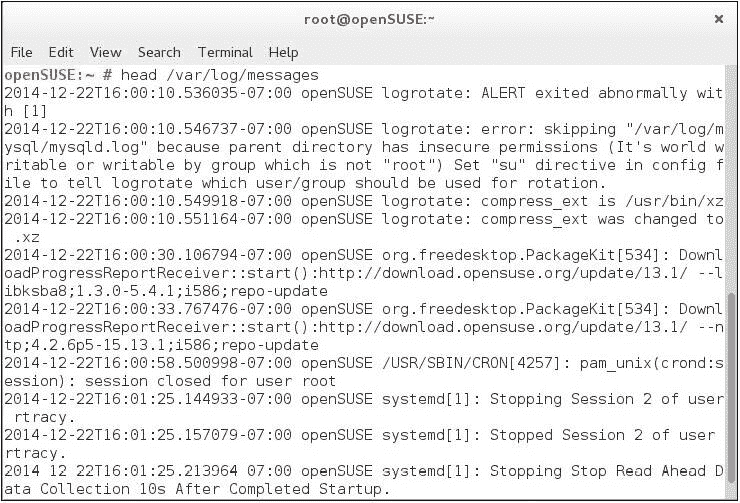 root@openSUSE:~ ×
File Edit View Search Terminal Help
openSUSE:~ # head /var/log/messages
2014-12-22T16:00:10.536035-07:00 openSUSE logrotate: ALERT exited abnormally wit
h [1]
2014-12-22T16:00:10.546737-07:00 openSUSE logrotate: error: skipping "/var/log/m
ysql/mysqld.log" because parent directory has insecure permissions (It's world w
ritable or writable by group which is not "root") Set "su" directive in config f
ile to tell logrotate which user/group should be used for rotation.
2014-12-22T16:00:10.549918-07:00 openSUSE logrotate: compress_ext is /usr/bin/xz
2014-12-22T16:00:10.551164-07:00 openSUSE logrotate: compress_ext was changed to
.xz
2014-12-22T16:00:30.106794-07:00 openSUSE org.freedesktop.PackageKit[534]: Downl
oadProgressReportReceiver::start():http://download.opensuse.org/update/13.1/ --l
ibksba8;1.3.0-5.4.1;i586;repo-update
2014-12-22T16:00:33.767476-07:00 openSUSE org.freedesktop.PackageKit[534]: Downl
oadProgressReportReceiver::start():http://download.opensuse.org/update/13.1/ --n
tp;4.2.6p5-15.13.1;i586;repo-update
2014-12-22T16:00:58.500998-07:00 openSUSE /USR/SBIN/CRON[4257]: pam_unix(crond:s
ession): session closed for user root
2014-12-22T16:01:25.144933-07:00 openSUSE systemd[1]: Stopping Session 2 of user
rtracy.
2014-12-22T16:01:25.157079-07:00 openSUSE systemd[1]: Stopped Session 2 of user
rtracy.
2014-12-22T16:01:25.213964-07:00 openSUSE systemd[1]: Stopping Stop Read Ahead D
ata Collection 10s After Completed Startup.